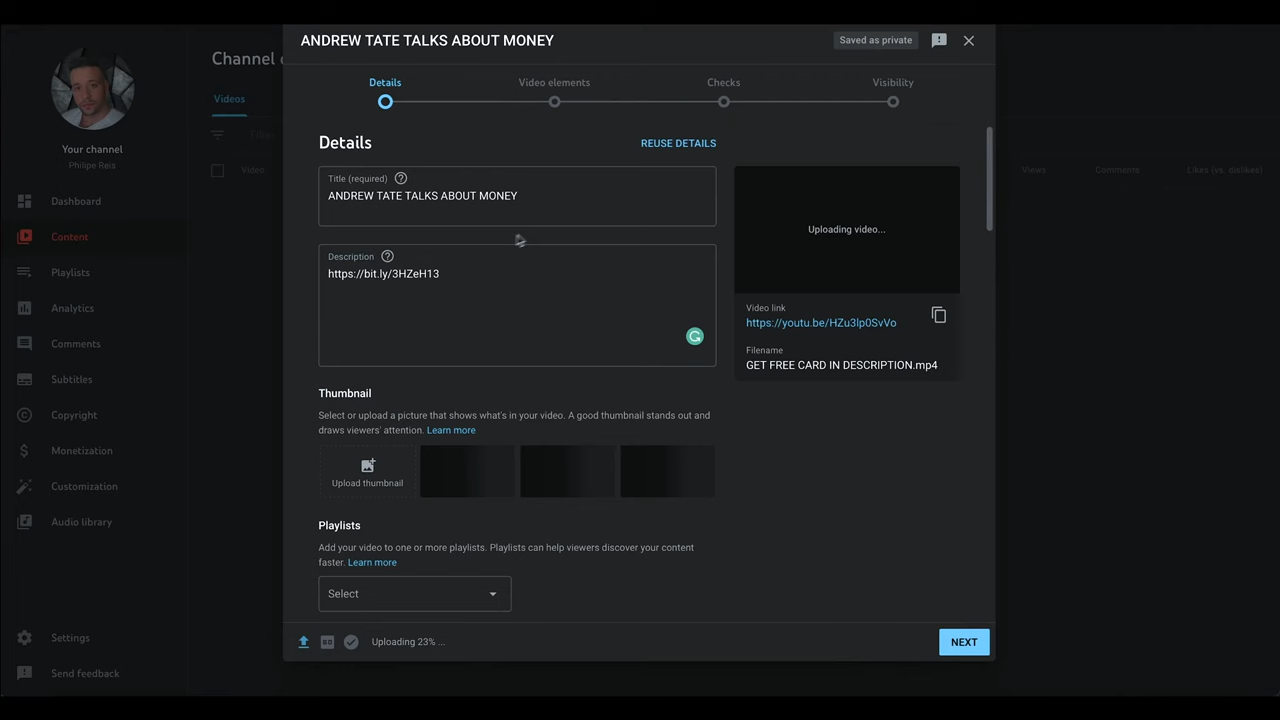 ANDREW TATE TALKS ABOUT MONEY
Saved as private
Details
Video elements
Checks
Visibility
Channel
Videos
Filter
Video
Views
Comments
Likes (vs. dislikes)
Your channel
Philipe Reis
Dashboard
Content
Playlists
Analytics
Comments
Subtitles
Copyright
Monetization
Customization
Audio library
Settings
Send feedback
Details
REUSE DETAILS
Title (required)
ANDREW TATE TALKS ABOUT MONEY
Description
https://bit.ly/3HZeH13
Uploading video...
Video link
https://youtu.be/HZu3lp0SvVo
Filename
GET FREE CARD IN DESCRIPTION.mp4
Thumbnail
Select or upload a picture that shows what's in your video. A good thumbnail stands out and
draws viewers' attention. Learn more
Upload thumbnail
Playlists
Add your video to one or more playlists. Playlists can help viewers discover your content
faster. Learn more
Select
SD
Uploading 23% ...
NEXT